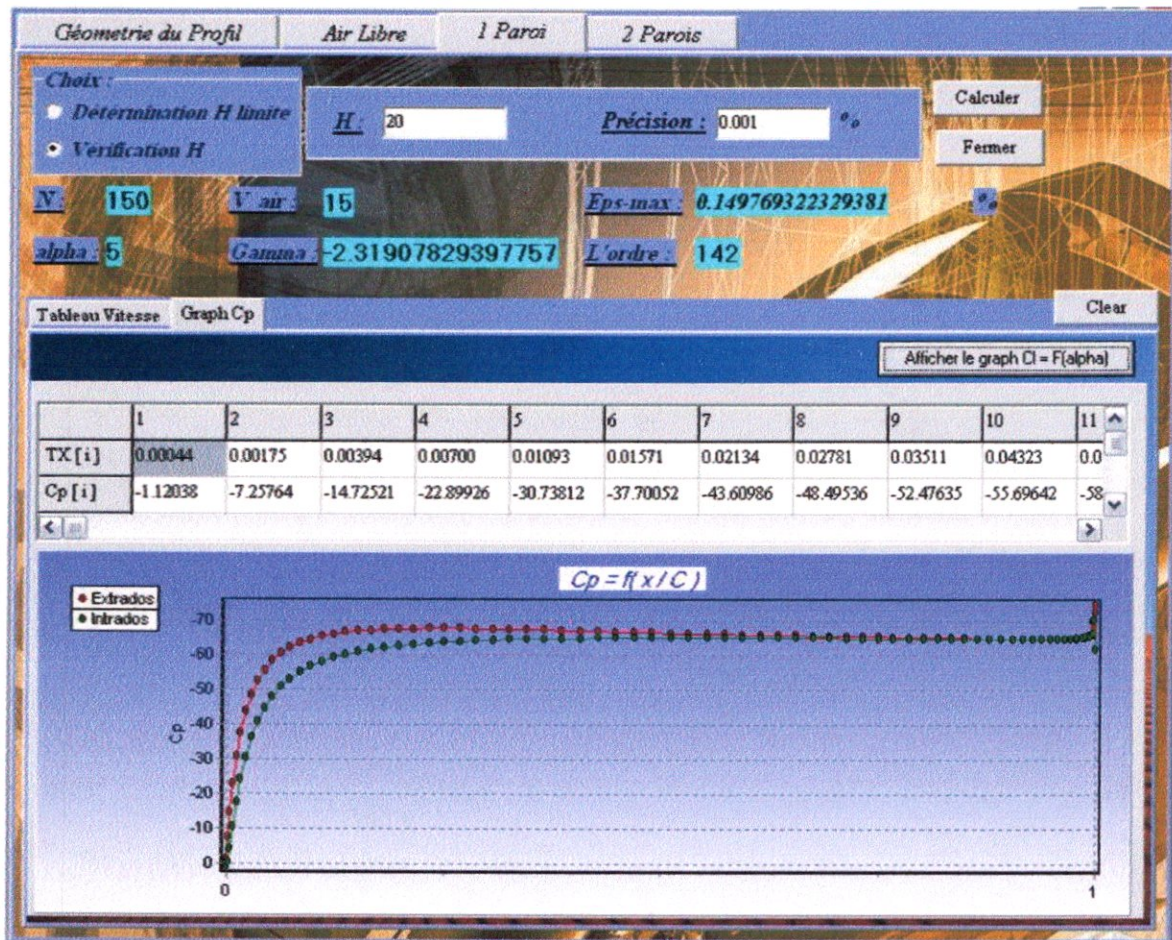 Géometrie du Profil Air Libre 1 Paroi 2 Parois
Choix :
Détermination H limite
Vérification H
H : 20 Précision : 0.001 %
Calculer
Fermer
N : 150 V air : 15 Eps-max : 0.149769322329381 %
alpha : 5 Gamma : -2.31907829397757 L'ordre : 142
Tableau Vitesse Graph Cp Clear
Afficher le graph Cl = F(alpha)
1 2 3 4 5 6 7 8 9 10 11
TX[i] 0.00044 0.00175 0.00394 0.00700 0.01093 0.01571 0.02134 0.02781 0.03511 0.04323 0.0
Cp[i] -1.12038 -7.25764 -14.72521 -22.89926 -30.73812 -37.70052 -43.60986 -48.49536 -52.47635 -55.69642 -58
Cp = f( x / C )
Extrados
Intrados
-70
-60
-50
-40
Cp
-30
-20
-10
0
0 1